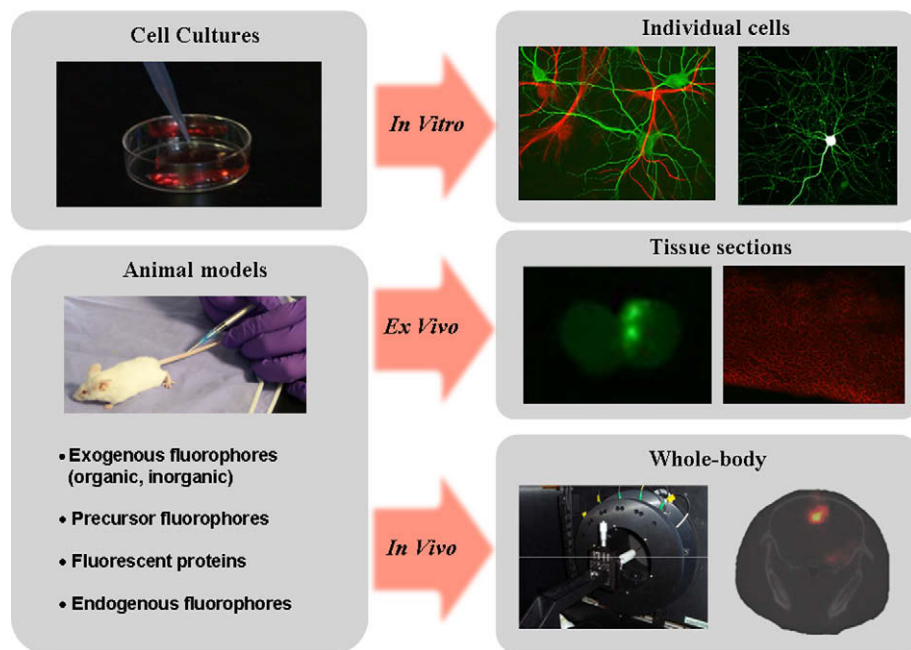 Cell Cultures
In Vitro
Individual cells
Animal models
• Exogenous fluorophores
(organic, inorganic)
• Precursor fluorophores
• Fluorescent proteins
• Endogenous fluorophores
Ex Vivo
Tissue sections
In Vivo
Whole-body